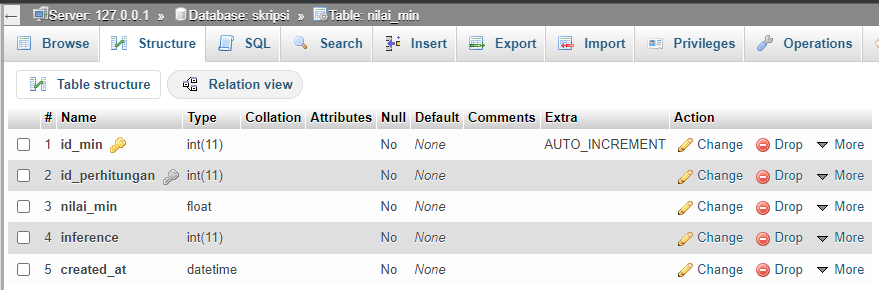 Server: 127.0.0.1 » Database: skripsi » Table: nilai_min
Browse Structure SQL Search Insert Export Import Privileges Operations
Table structure Relation view
# Name Type Collation Attributes Null Default Comments Extra Action
1 id_min int(11) No None AUTO_INCREMENT Change Drop More
2 id_perhitungan int(11) No None Change Drop More
3 nilai_min float No None Change Drop More
4 inference int(11) No None Change Drop More
5 created_at datetime No None Change Drop More